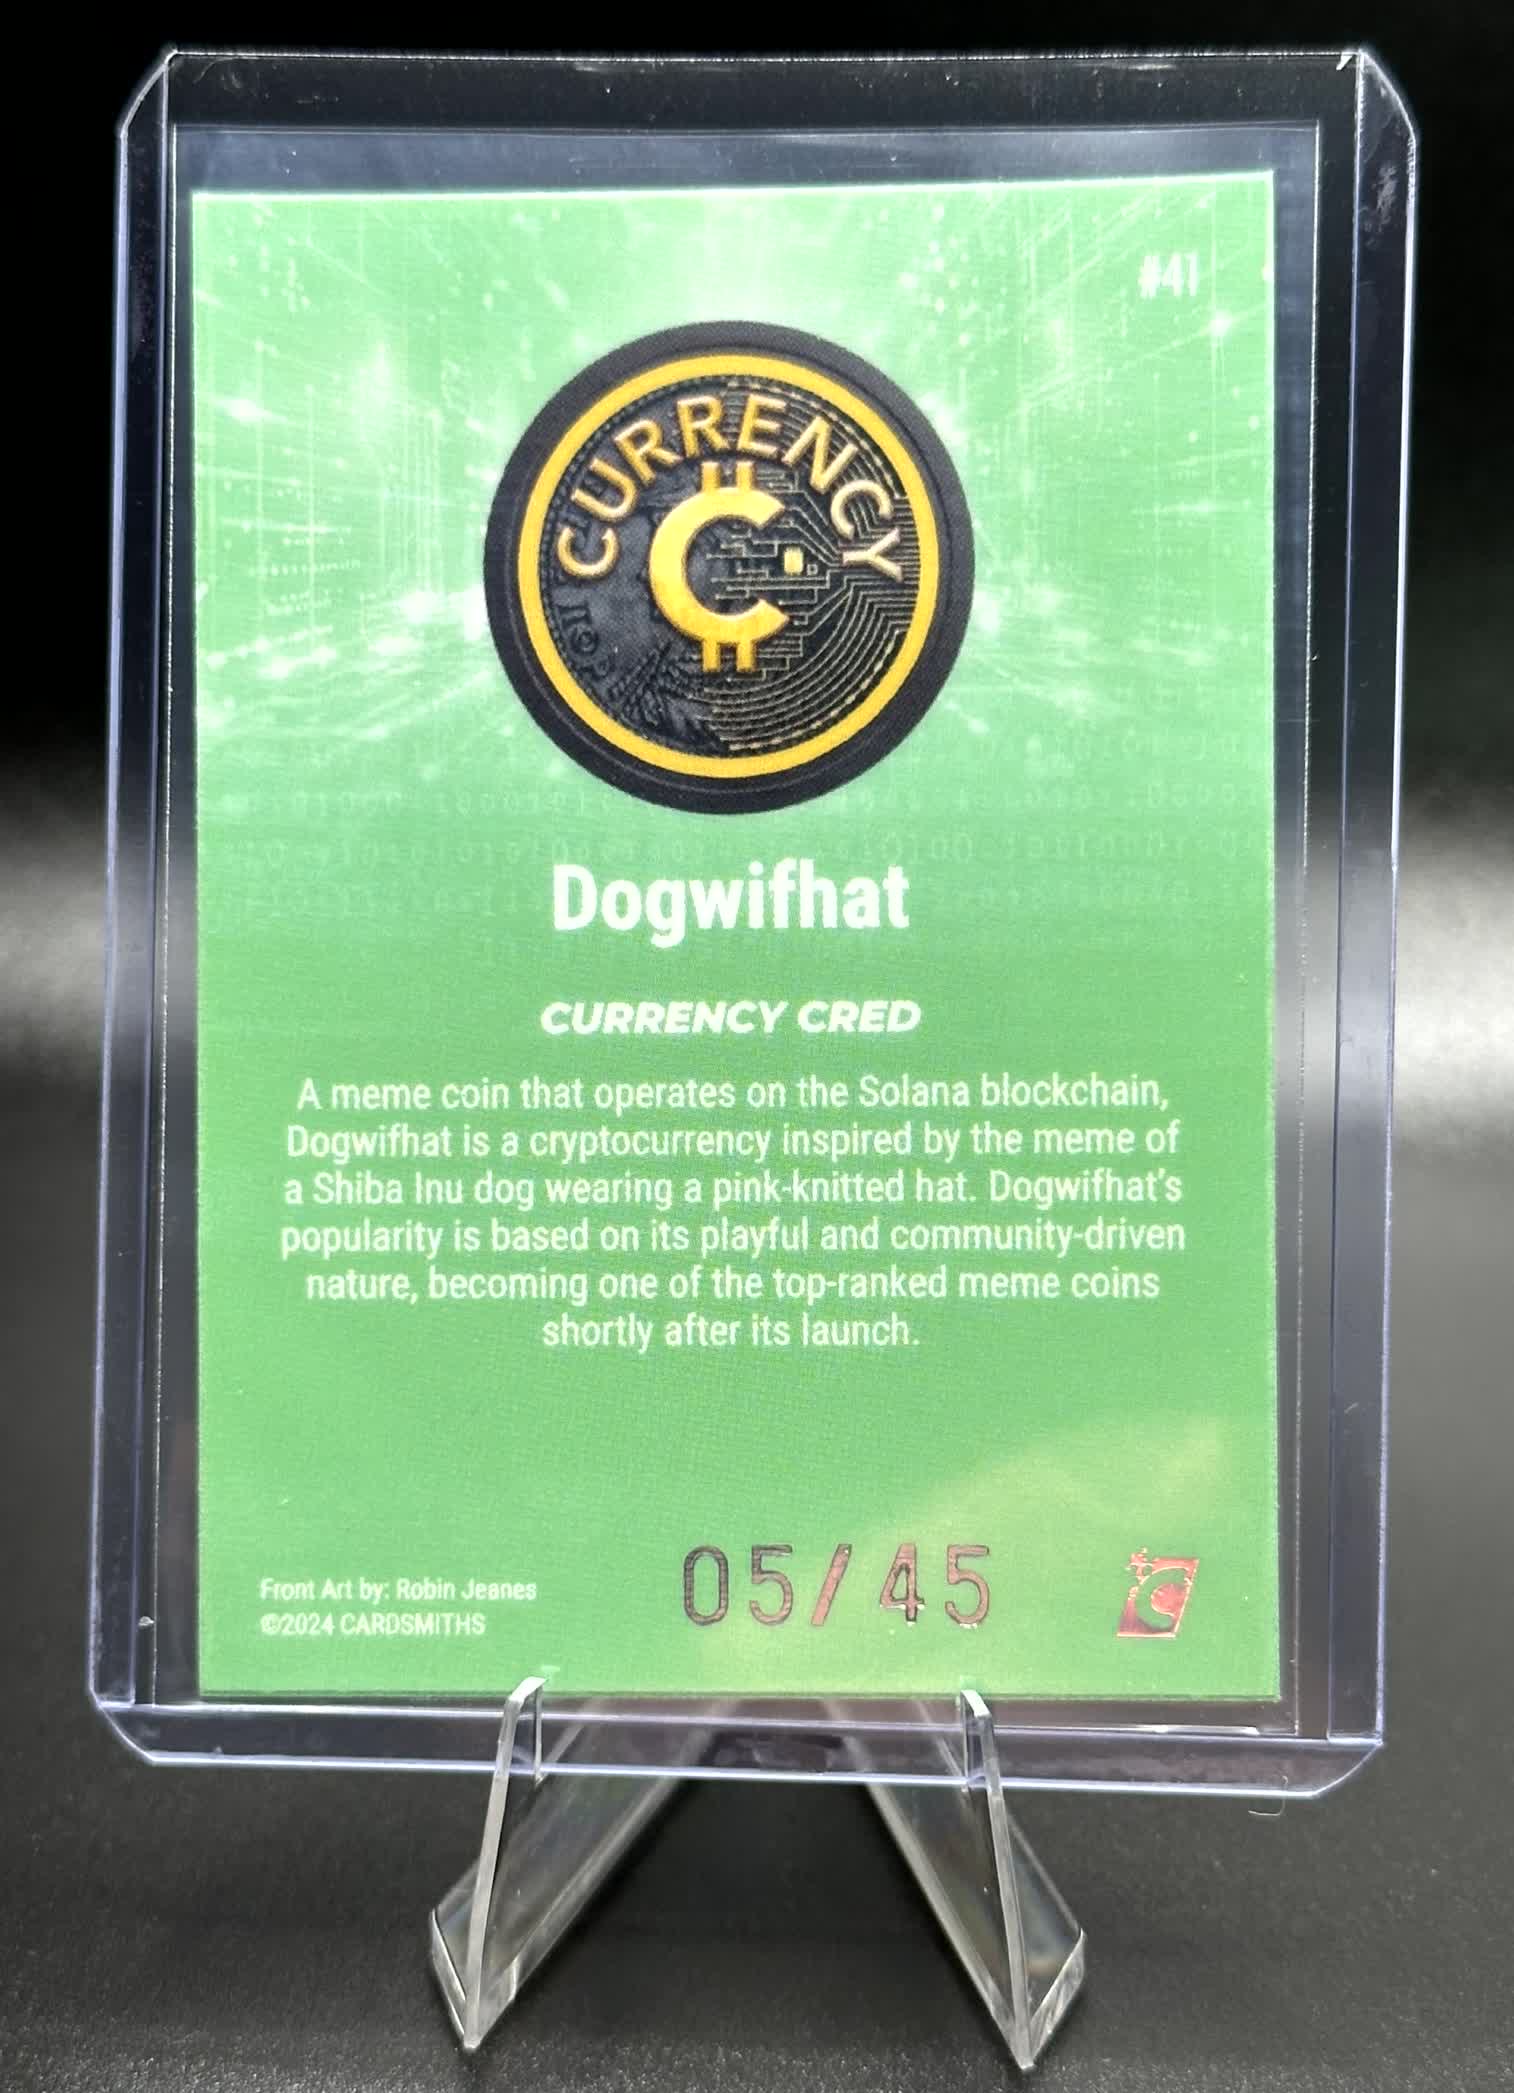 #41
CURRENCY
Dogwifhat
CURRENCY CRED
A meme coin that operates on the Solana blockchain,
Dogwifhat is a cryptocurrency inspired by the meme of
a Shiba Inu dog wearing a pink-knitted hat. Dogwifhat's
popularity is based on its playful and community-driven
nature, becoming one of the top-ranked meme coins
shortly after its launch.
05/45
Front Art by: Robin Jeanes
©2024 CARDSMITHS